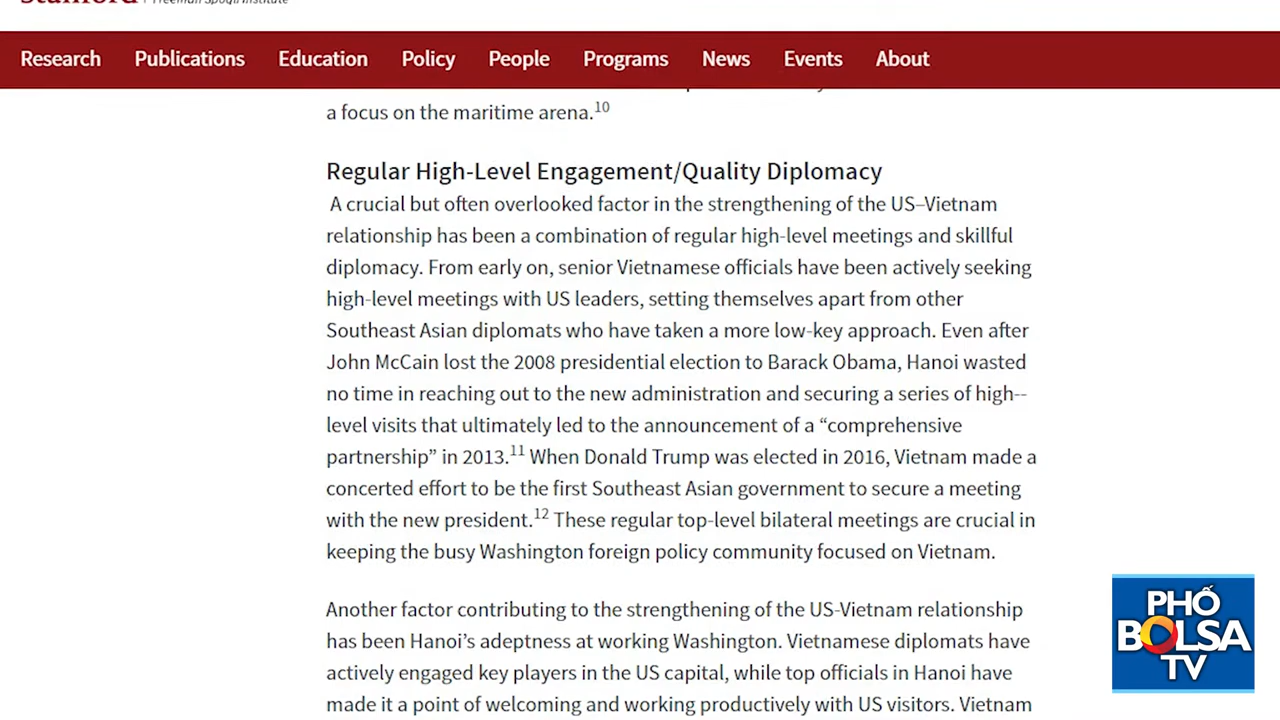 Stanford | Freeman Spogli Institute
Research Publications Education Policy People Programs News Events About
a focus on the maritime arena.10
Regular High-Level Engagement/Quality Diplomacy
A crucial but often overlooked factor in the strengthening of the US–Vietnam
relationship has been a combination of regular high-level meetings and skillful
diplomacy. From early on, senior Vietnamese officials have been actively seeking
high-level meetings with US leaders, setting themselves apart from other
Southeast Asian diplomats who have taken a more low-key approach. Even after
John McCain lost the 2008 presidential election to Barack Obama, Hanoi wasted
no time in reaching out to the new administration and securing a series of high--
level visits that ultimately led to the announcement of a “comprehensive
partnership” in 2013.11 When Donald Trump was elected in 2016, Vietnam made a
concerted effort to be the first Southeast Asian government to secure a meeting
with the new president.12 These regular top-level bilateral meetings are crucial in
keeping the busy Washington foreign policy community focused on Vietnam.
Another factor contributing to the strengthening of the US-Vietnam relationship
has been Hanoi’s adeptness at working Washington. Vietnamese diplomats have
actively engaged key players in the US capital, while top officials in Hanoi have
made it a point of welcoming and working productively with US visitors. Vietnam
PHỐ
BOLSA
TV